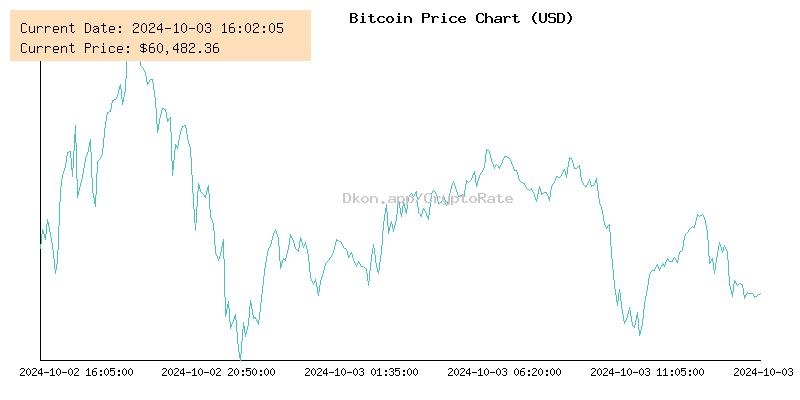 Bitcoin Price Chart (USD)
Current Date: 2024-10-03 16:02:05
Current Price: $60,482.36
Dkon.app/CryptoRate
2024-10-02 16:05:00 2024-10-02 20:50:00 2024-10-03 01:35:00 2024-10-03 06:20:00 2024-10-03 11:05:00 2024-10-03